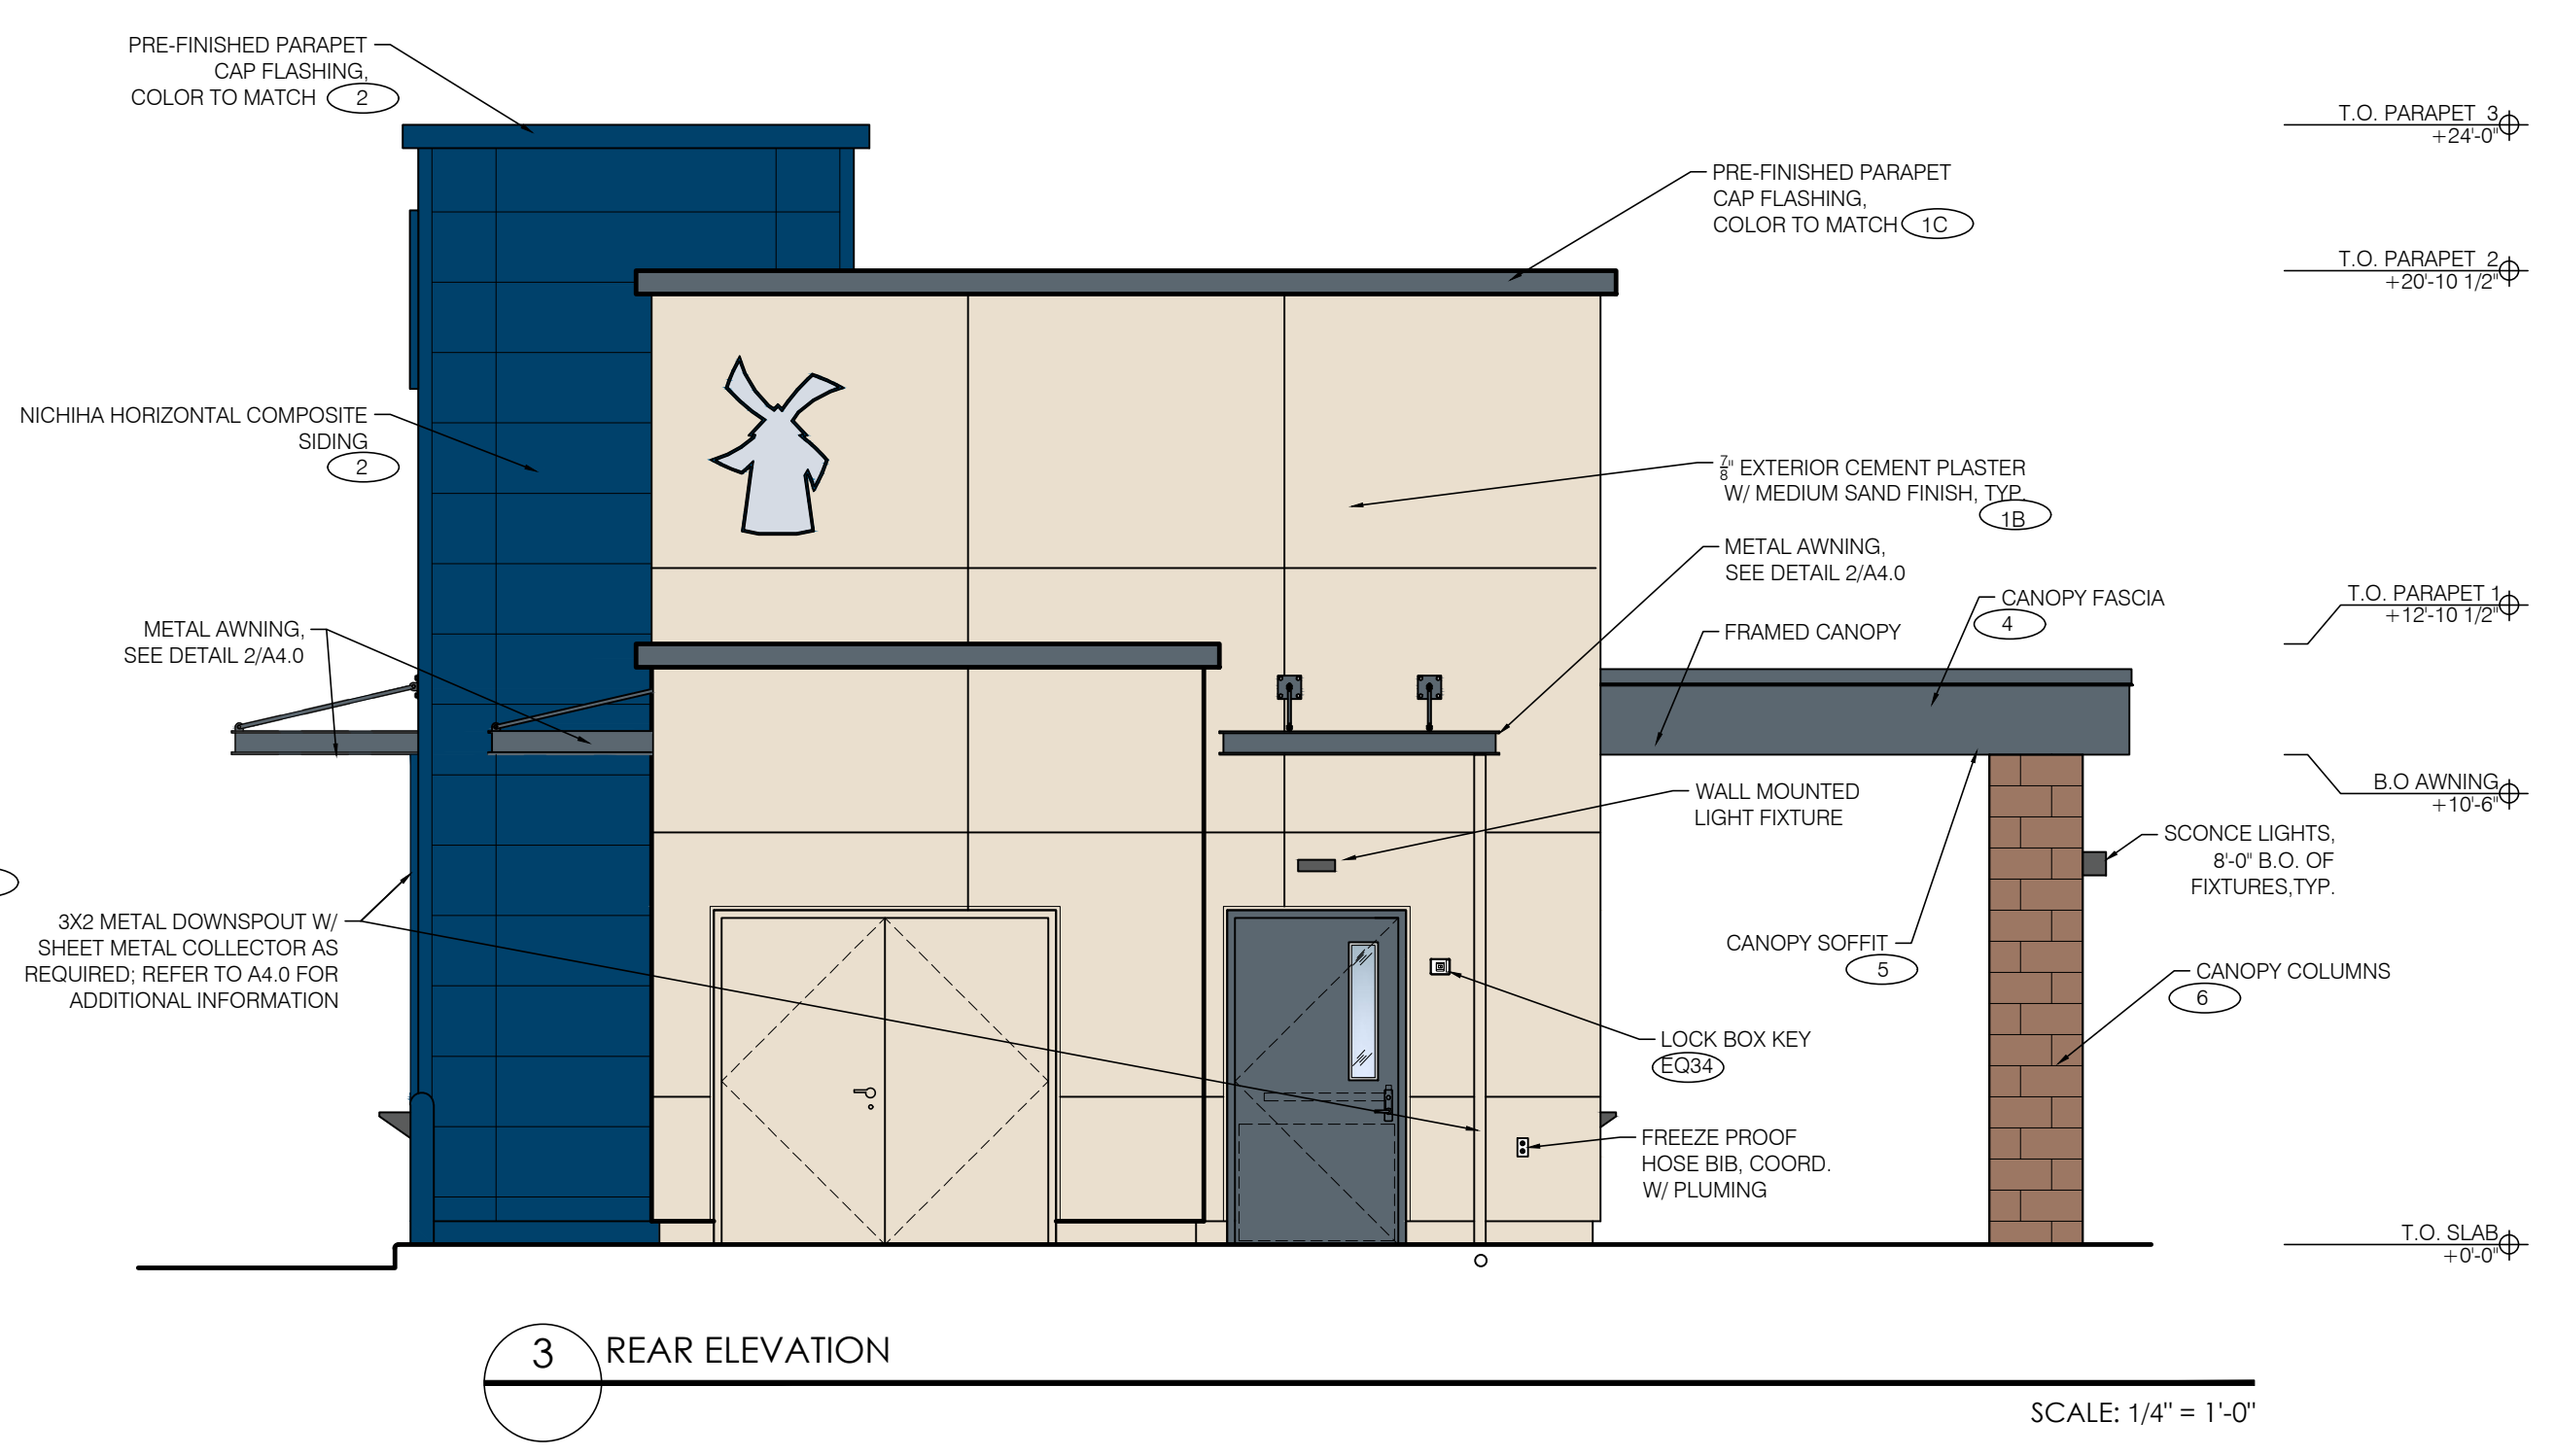 PRE-FINISHED PARAPET
CAP FLASHING,
COLOR TO MATCH 2
T.O. PARAPET 3
+24'-0"
PRE-FINISHED PARAPET
CAP FLASHING,
COLOR TO MATCH 1C
T.O. PARAPET 2
+20'-10 1/2"
NICHIHA HORIZONTAL COMPOSITE
SIDING
2
7/8" EXTERIOR CEMENT PLASTER
W/ MEDIUM SAND FINISH, TYP.
1B
METAL AWNING,
SEE DETAIL 2/A4.0
CANOPY FASCIA
4
T.O. PARAPET 1
+12'-10 1/2"
METAL AWNING,
SEE DETAIL 2/A4.0
FRAMED CANOPY
WALL MOUNTED
LIGHT FIXTURE
B.O AWNING
+10'-6"
SCONCE LIGHTS,
8'-0" B.O. OF
FIXTURES,TYP.
3X2 METAL DOWNSPOUT W/
SHEET METAL COLLECTOR AS
REQUIRED; REFER TO A4.0 FOR
ADDITIONAL INFORMATION
CANOPY SOFFIT
5
CANOPY COLUMNS
6
LOCK BOX KEY
EQ34
FREEZE PROOF
HOSE BIB, COORD.
W/ PLUMING
T.O. SLAB
+0'-0"
3 REAR ELEVATION
SCALE: 1/4" = 1'-0"